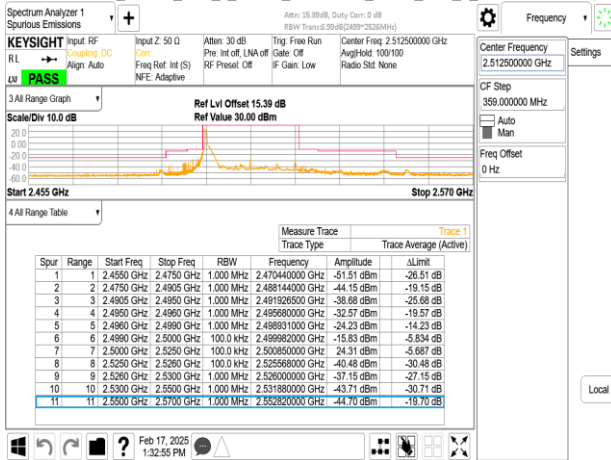 Spectrum Analyzer 1
Spurious Emissions
Attn: 15.39dB, Duty Corr: 0 dB
RBW Trans:6.99dB(2499~2526MHz)
Frequency
KEYSIGHT
Input: RF
Coupling: DC
Align: Auto
Input Z: 50 Ω
Corr
Freq Ref: Int (S)
NFE: Adaptive
Atten: 30 dB
Pre: Int off, LNA off
RF Preset: Off
Trig: Free Run
Gate: Off
IF Gain: Low
Center Freq: 2.512500000 GHz
Avg|Hold: 100/100
Radio Std: None
RL
LXI
PASS
Center Frequency
2.512500000 GHz
Settings
CF Step
359.000000 MHz
Auto
Man
Freq Offset
0 Hz
3 All Range Graph
Scale/Div 10.0 dB
Ref Lvl Offset 15.39 dB
Ref Value 30.00 dBm
20.0
0.00
-20.0
-40.0
-60.0
Start 2.455 GHz
Stop 2.570 GHz
4 All Range Table
Measure Trace Trace 1
Trace Type Trace Average (Active)
Spur Range Start Freq Stop Freq RBW Frequency Amplitude ΔLimit
1 1 2.4550 GHz 2.4750 GHz 1.000 MHz 2.470440000 GHz -51.51 dBm -26.51 dB
2 2 2.4750 GHz 2.4905 GHz 1.000 MHz 2.488144000 GHz -44.15 dBm -19.15 dB
3 3 2.4905 GHz 2.4950 GHz 1.000 MHz 2.491926500 GHz -38.68 dBm -25.68 dB
4 4 2.4950 GHz 2.4960 GHz 1.000 MHz 2.495680000 GHz -32.57 dBm -19.57 dB
5 5 2.4960 GHz 2.4990 GHz 1.000 MHz 2.498931000 GHz -24.23 dBm -14.23 dB
6 6 2.4990 GHz 2.5000 GHz 100.0 kHz 2.499982000 GHz -15.83 dBm -5.834 dB
7 7 2.5000 GHz 2.5250 GHz 100.0 kHz 2.500850000 GHz 24.31 dBm -5.687 dB
8 8 2.5250 GHz 2.5260 GHz 100.0 kHz 2.525568000 GHz -40.48 dBm -30.48 dB
9 9 2.5260 GHz 2.5300 GHz 1.000 MHz 2.526000000 GHz -37.15 dBm -27.15 dB
10 10 2.5300 GHz 2.5500 GHz 1.000 MHz 2.531880000 GHz -43.71 dBm -30.71 dB
11 11 2.5500 GHz 2.5700 GHz 1.000 MHz 2.552820000 GHz -44.70 dBm -19.70 dB
Local
Feb 17, 2025
1:32:55 PM